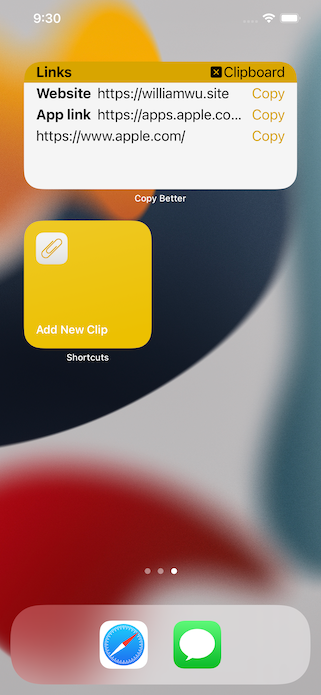 9:30
Links Clipboard
Website https://williamwu.site Copy
App link https://apps.apple.co... Copy
https://www.apple.com/ Copy
Copy Better
Add New Clip
Shortcuts